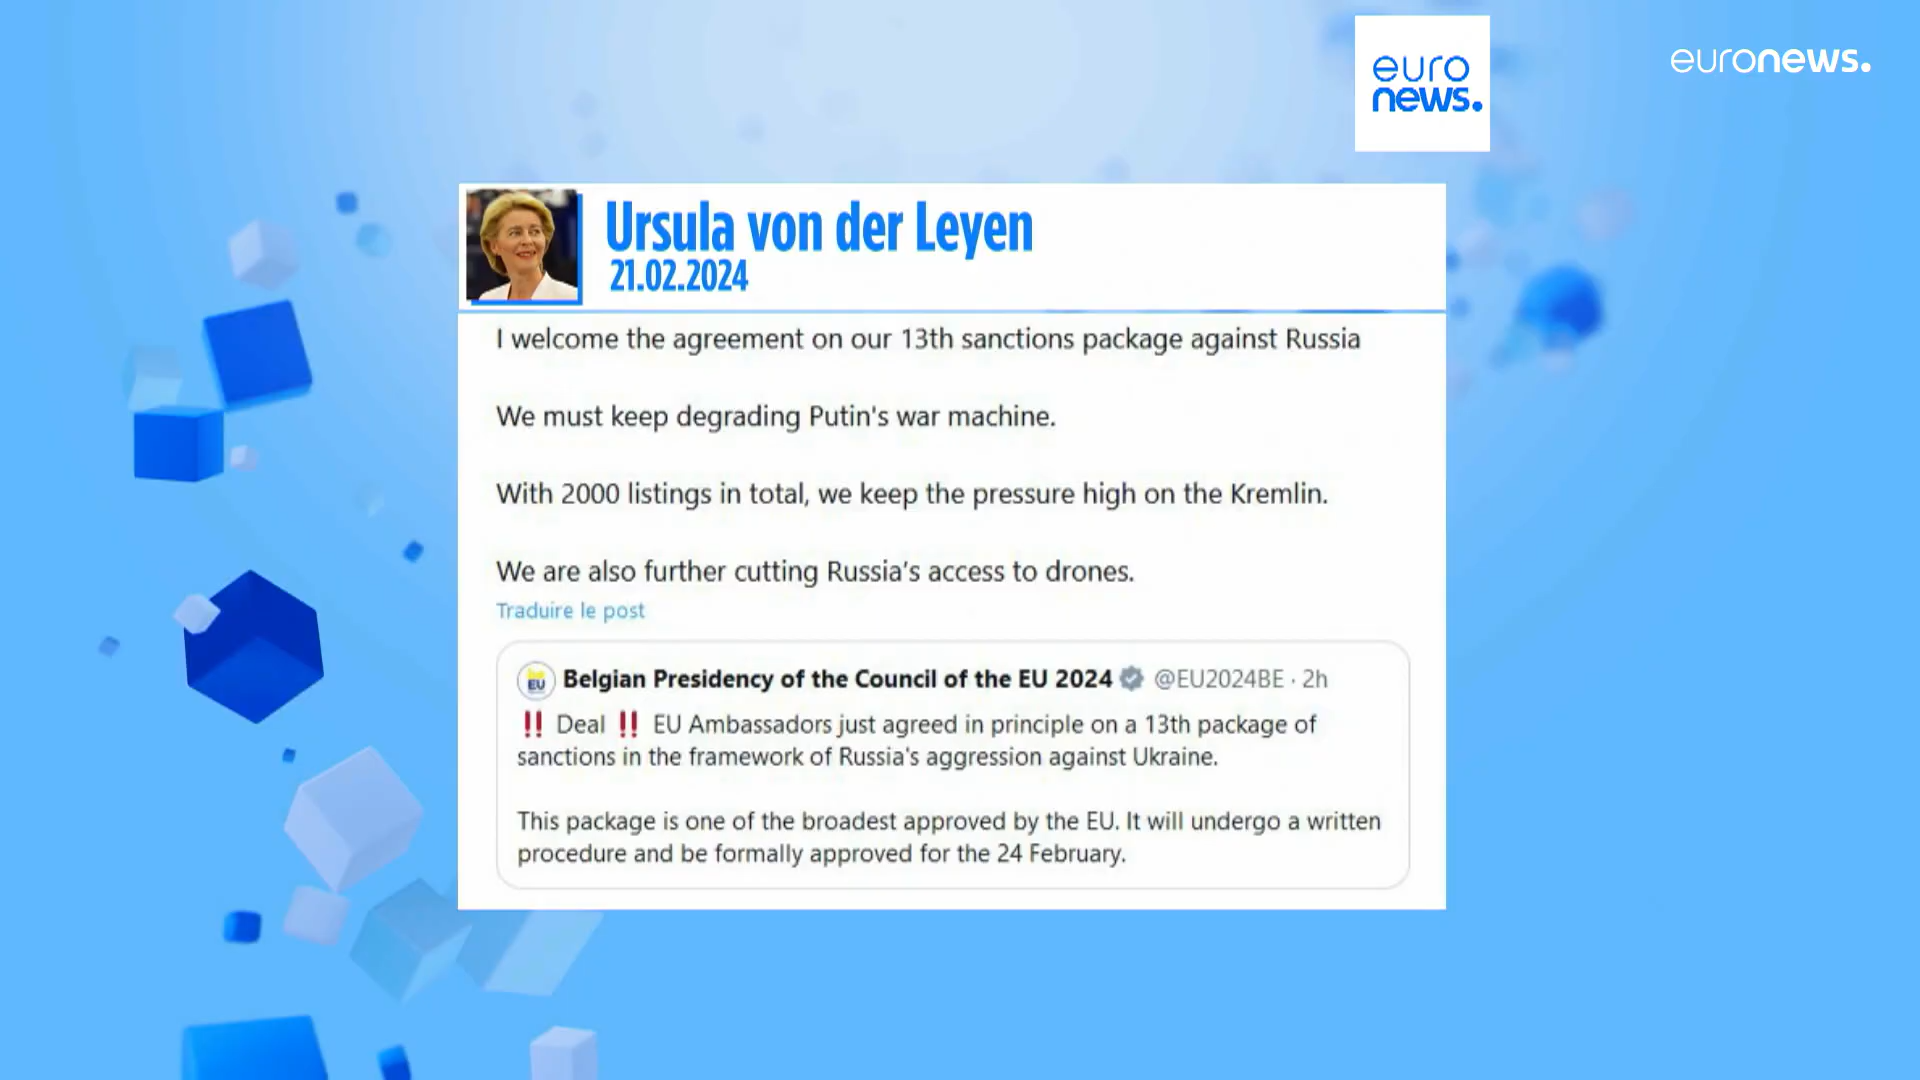 euro
news.
euronews.
Ursula von der Leyen
21.02.2024
I welcome the agreement on our 13th sanctions package against Russia
We must keep degrading Putin's war machine.
With 2000 listings in total, we keep the pressure high on the Kremlin.
We are also further cutting Russia's access to drones.
Traduire le post
EU
Belgian Presidency of the Council of the EU 2024 @EU2024BE · 2h
‼ Deal ‼ EU Ambassadors just agreed in principle on a 13th package of
sanctions in the framework of Russia's aggression against Ukraine.
This package is one of the broadest approved by the EU. It will undergo a written
procedure and be formally approved for the 24 February.